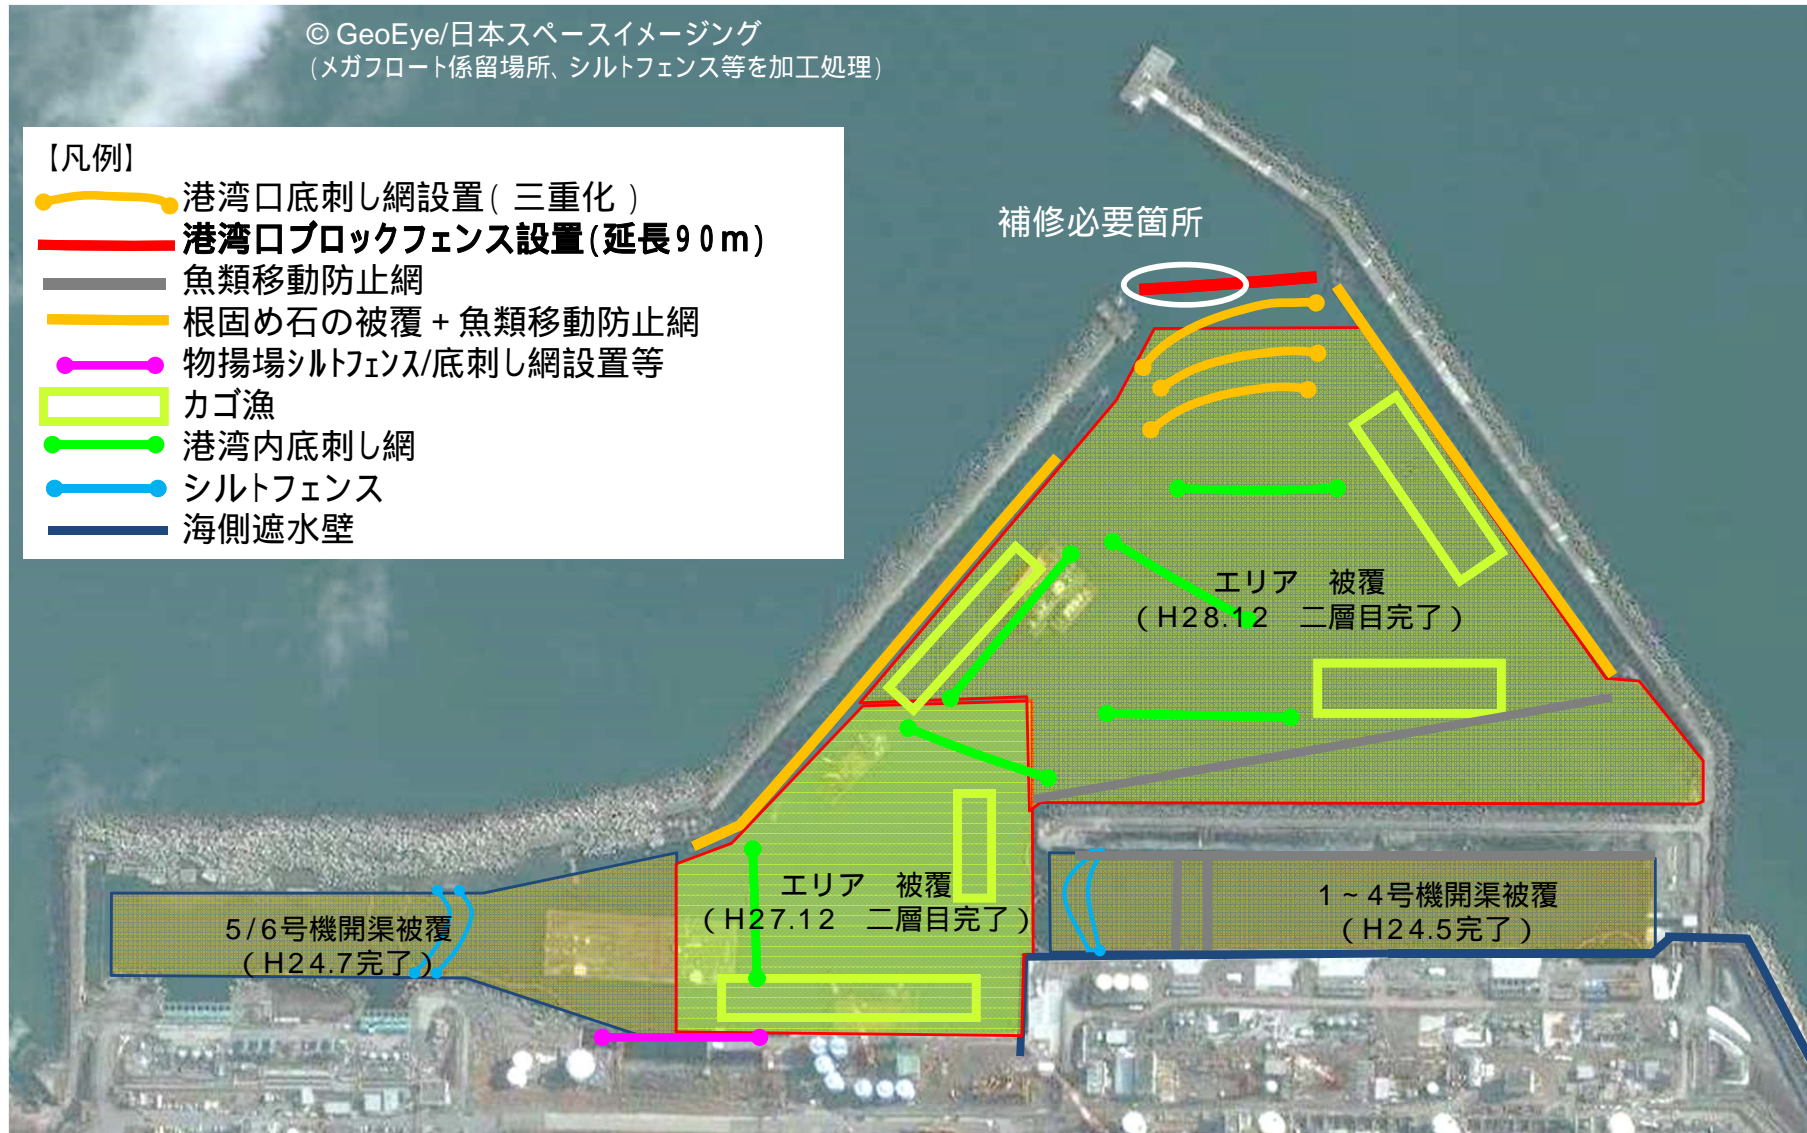 © GeoEye/日本スペースイメージング
(メガフロート係留場所、シルトフェンス等を加工処理)
【凡例】
港湾口底刺し網設置( 三重化 )
港湾口ブロックフェンス設置(延長90m)
魚類移動防止網
根固め石の被覆+魚類移動防止網
物揚場シルトフェンス/底刺し網設置等
カゴ漁
港湾内底刺し網
シルトフェンス
海側遮水壁
補修必要箇所
エリア 被覆
(H28.12 二層目完了)
エリア 被覆
(H27.12 二層目完了)
5/6号機開渠被覆
(H24.7完了)
1~4号機開渠被覆
(H24.5完了)